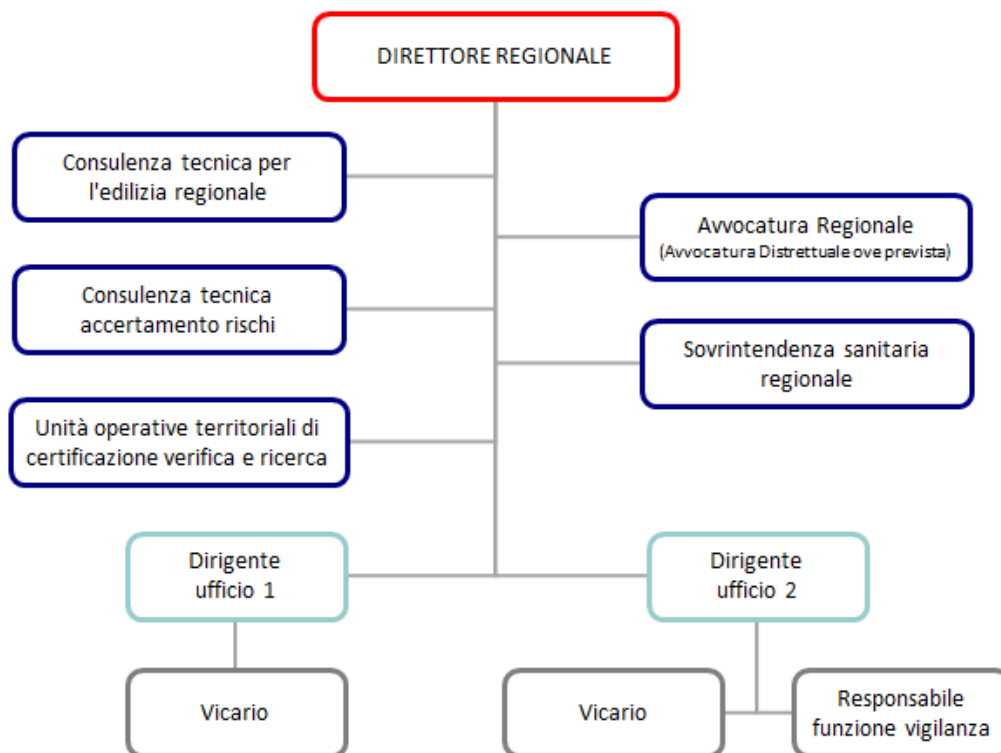 DIRETTORE REGIONALE
Consulenza tecnica per
l'edilizia regionale
Avvocatura Regionale
(Avvocatura Distrettuale ove prevista)
Consulenza tecnica
accertamento rischi
Sovrintendenza sanitaria
regionale
Unità operative territoriali di
certificazione verifica e ricerca
Dirigente
ufficio 1
Dirigente
ufficio 2
Vicario
Vicario
Responsabile
funzione vigilanza